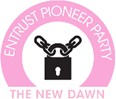 ENTRUST PIONEER PARTY
THE NEW DAWN